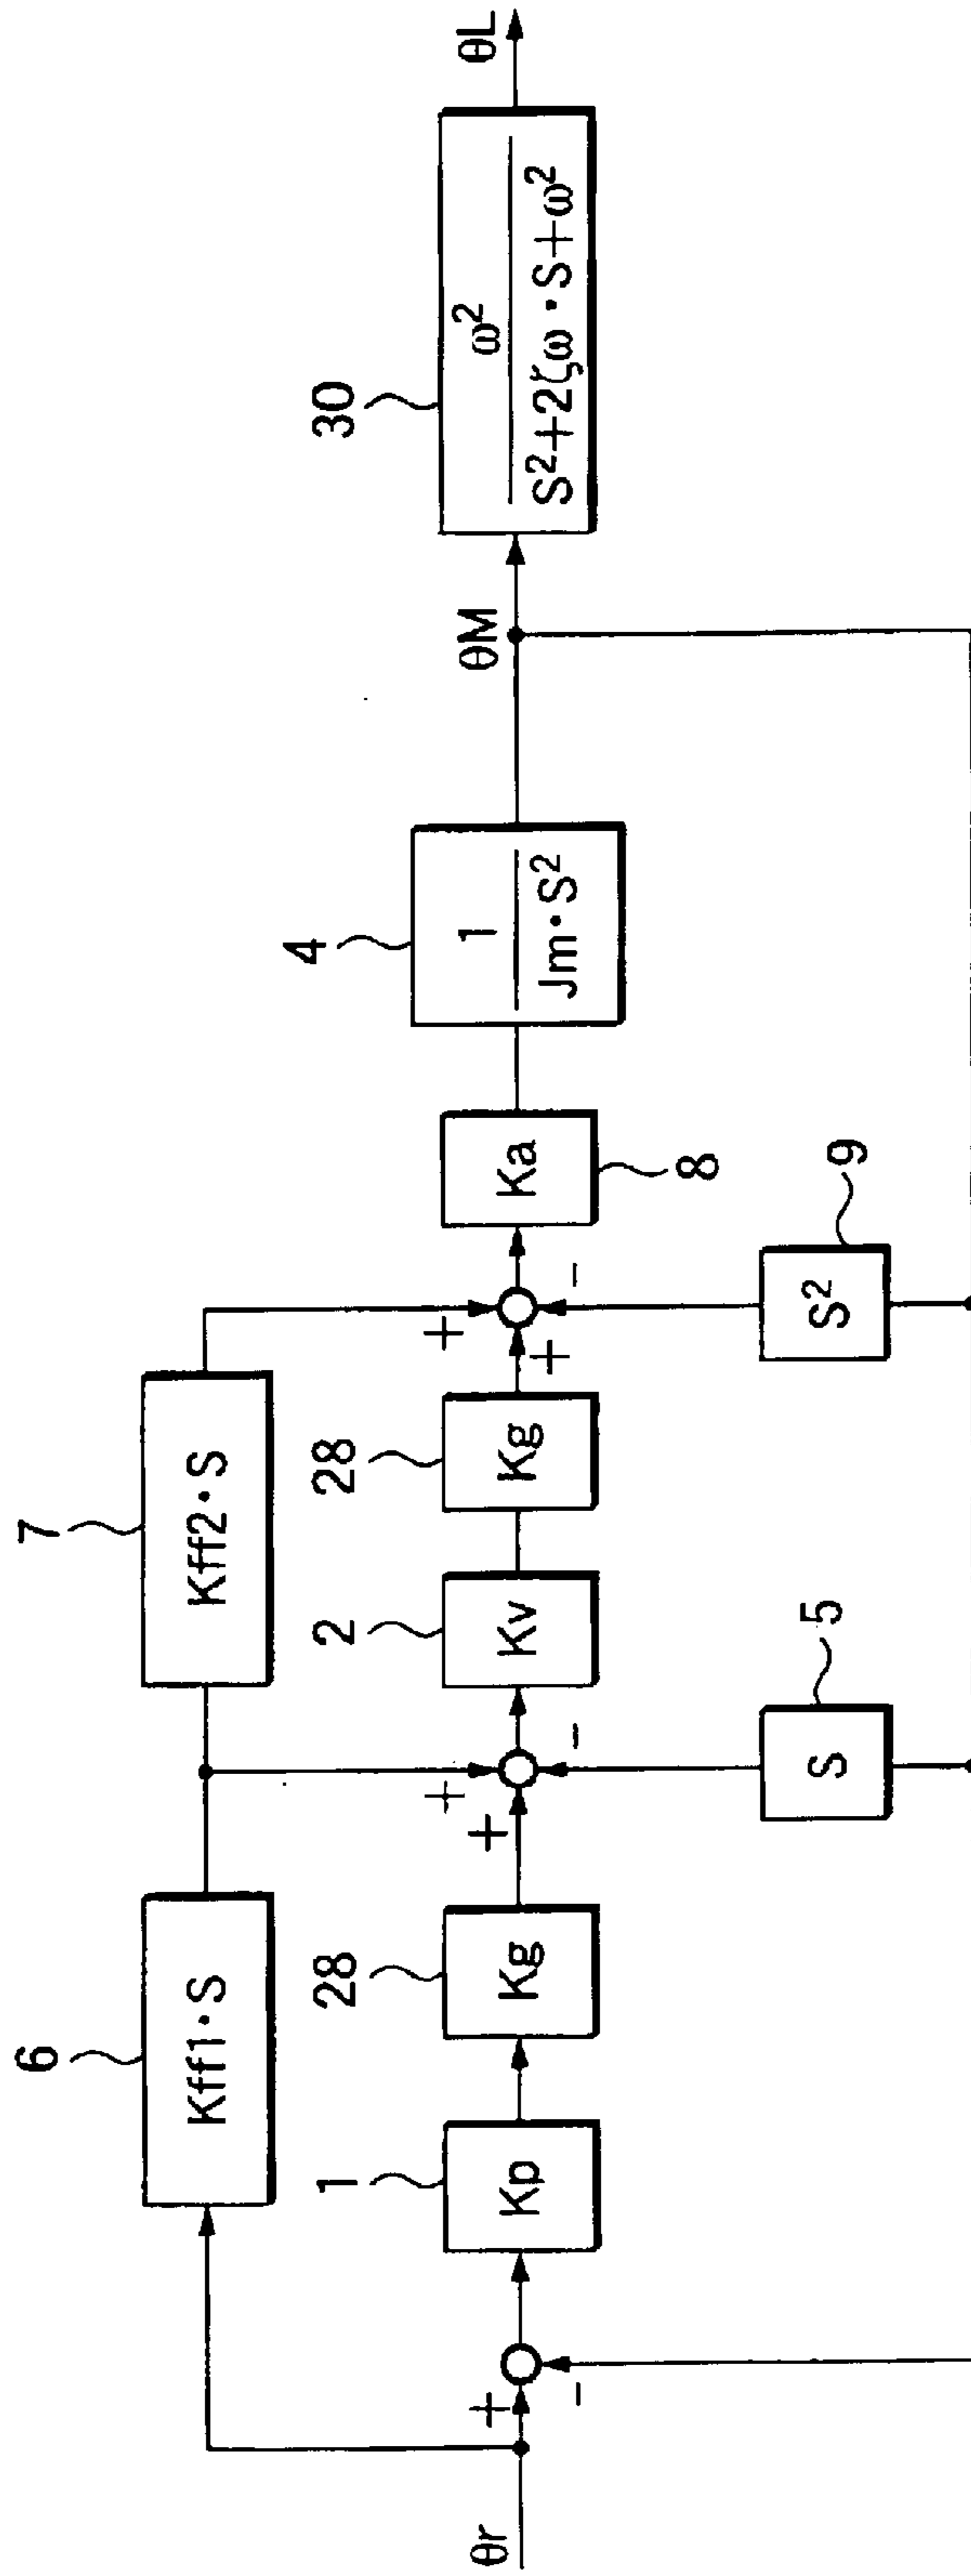 6
Kff1・S
7
Kff2・S
θr
+
-
1
Kp
28
Kg
+
+
-
2
Kv
28
Kg
+
+
-
Ka
8
4
1
Jm・S²
θM
30
ω²
S²+2ζω・S+ω²
θL
5
S
9
S²